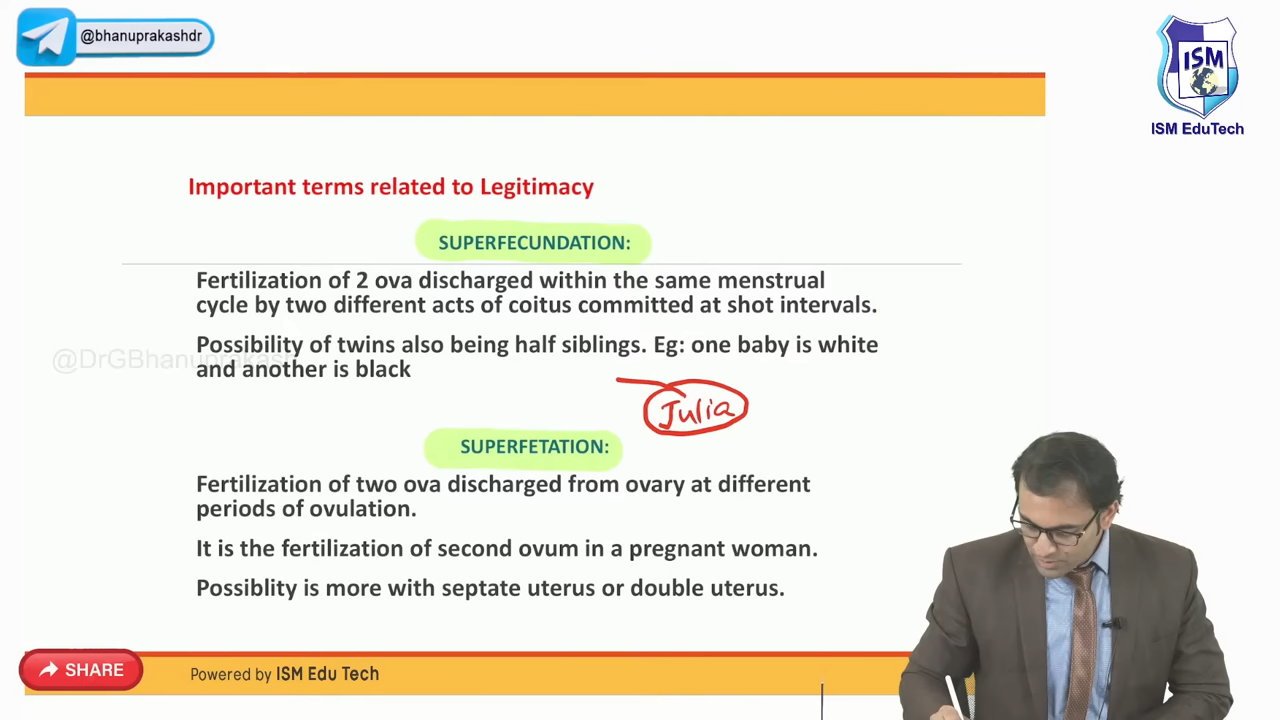 @bhanuprakashdr
ISM
ISM EduTech
Important terms related to Legitimacy
SUPERFECUNDATION:
Fertilization of 2 ova discharged within the same menstrual
cycle by two different acts of coitus committed at shot intervals.
@DrGBhanuprakash
Possibility of twins also being half siblings. Eg: one baby is white
and another is black
Julia
SUPERFETATION:
Fertilization of two ova discharged from ovary at different
periods of ovulation.
It is the fertilization of second ovum in a pregnant woman.
Possiblity is more with septate uterus or double uterus.
SHARE
Powered by ISM Edu Tech